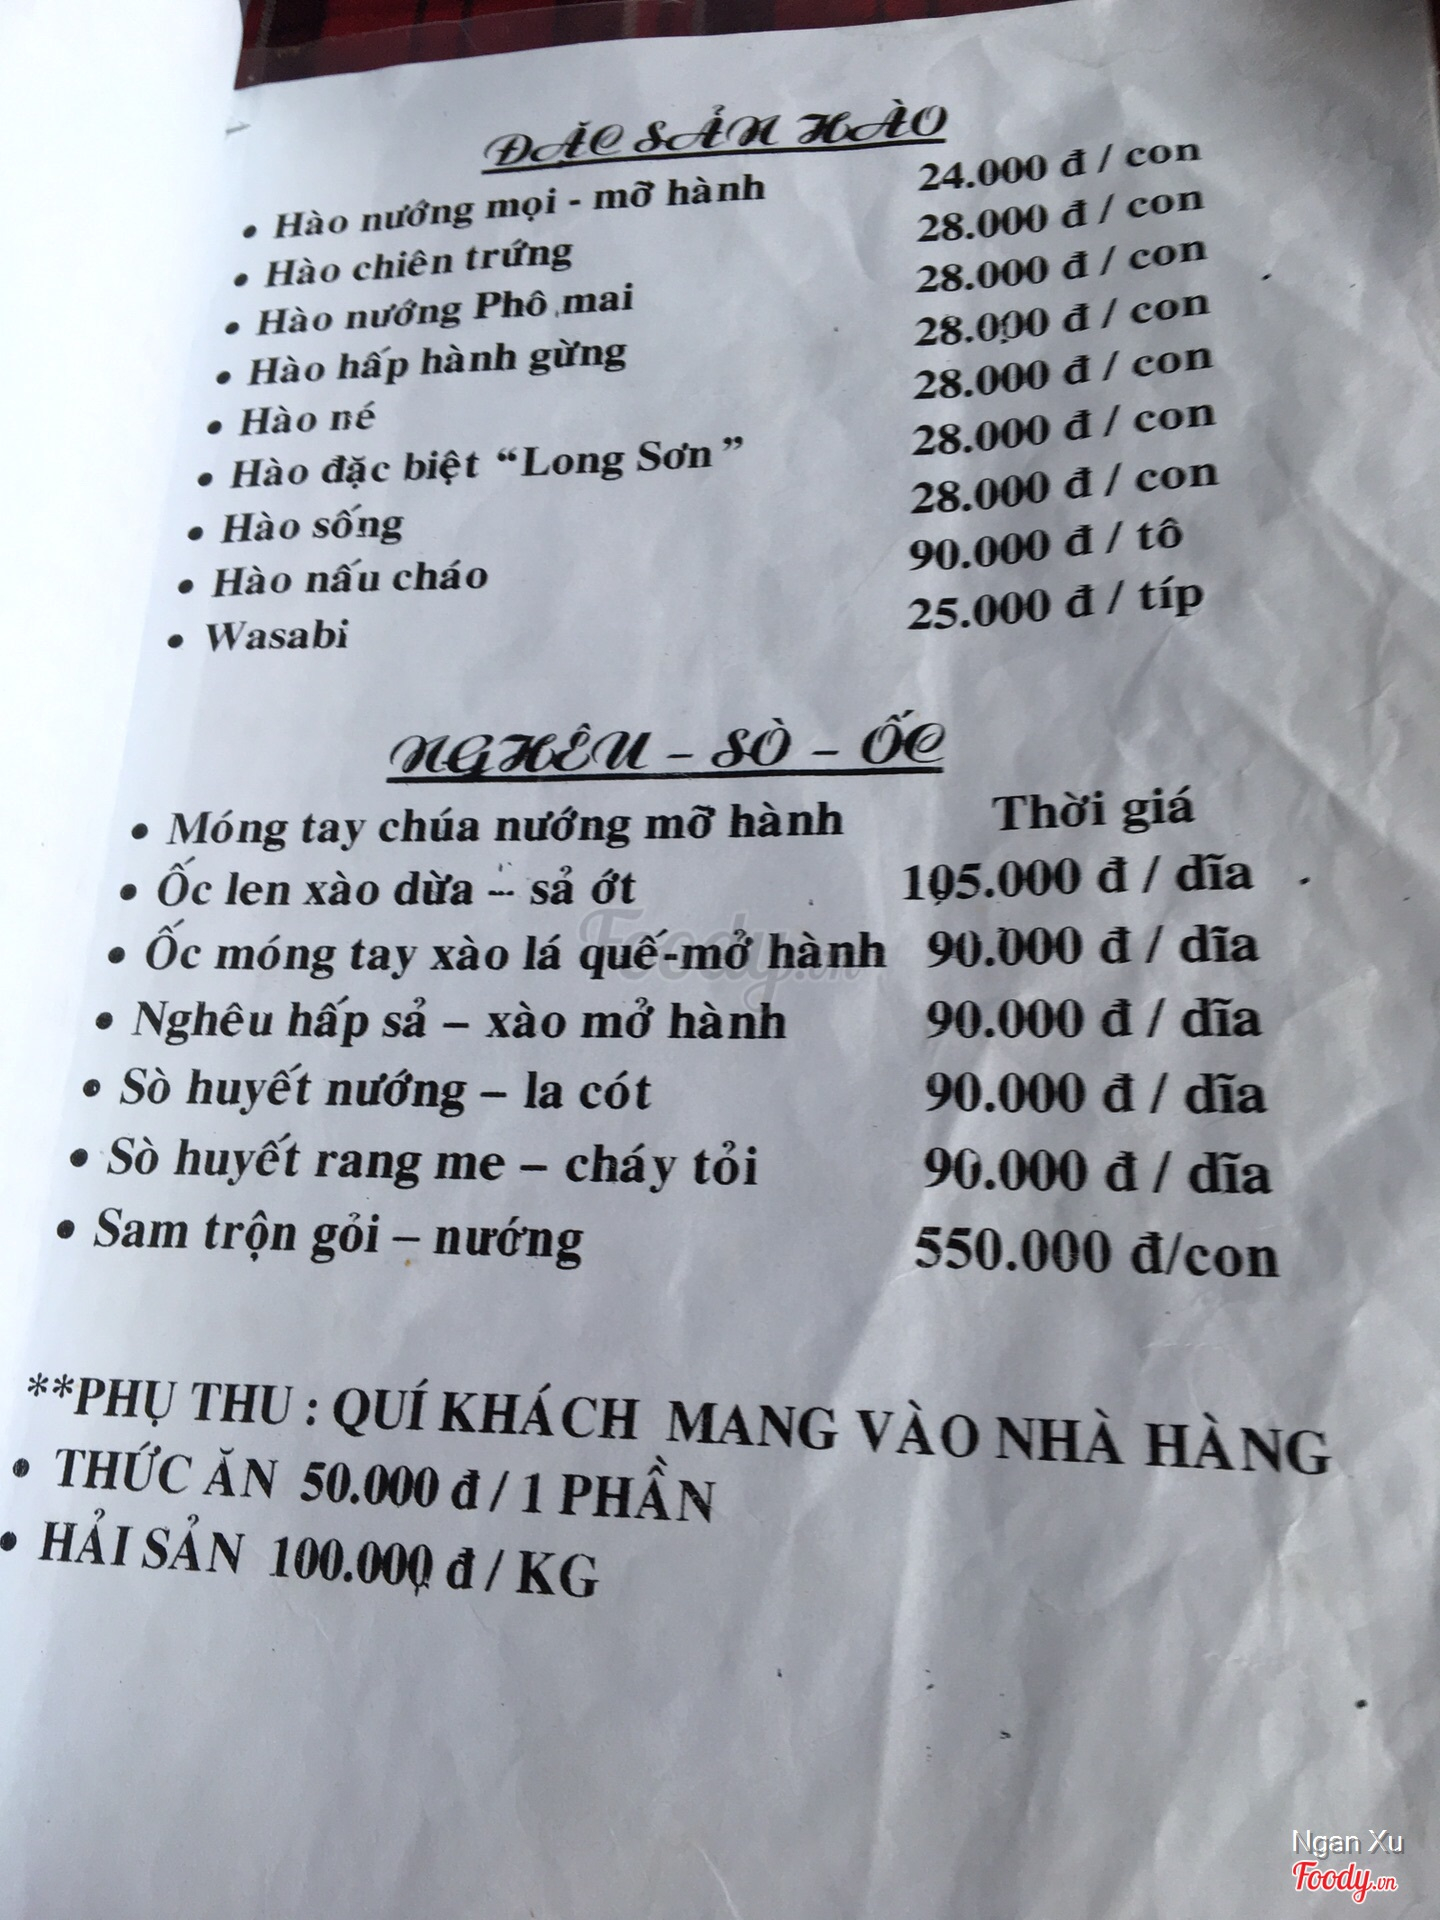 ĐẶC SẢN HÀO
• Hào nướng mọi - mỡ hành 24.000 đ / con
• Hào chiên trứng 28.000 đ / con
• Hào nướng Phô mai 28.000 đ / con
• Hào hấp hành gừng 28.000 đ / con
• Hào né 28.000 đ / con
• Hào đặc biệt “Long Sơn” 28.000 đ / con
• Hào sống 28.000 đ / con
• Hào nấu cháo 90.000 đ / tô
• Wasabi 25.000 đ / típ
NGHÊU – SÒ – ỐC
• Móng tay chúa nướng mỡ hành Thời giá
• Ốc len xào dừa – sả ớt 105.000 đ / dĩa
• Ốc móng tay xào lá quế-mở hành 90.000 đ / dĩa
• Nghêu hấp sả – xào mở hành 90.000 đ / dĩa
• Sò huyết nướng – la cót 90.000 đ / dĩa
• Sò huyết rang me – cháy tỏi 90.000 đ / dĩa
• Sam trộn gỏi – nướng 550.000 đ/con
**PHỤ THU : QUÍ KHÁCH MANG VÀO NHÀ HÀNG
• THỨC ĂN 50.000 đ / 1 PHẦN
• HẢI SẢN 100.000 đ / KG
Foody.vn
Ngan Xu
Foody.vn